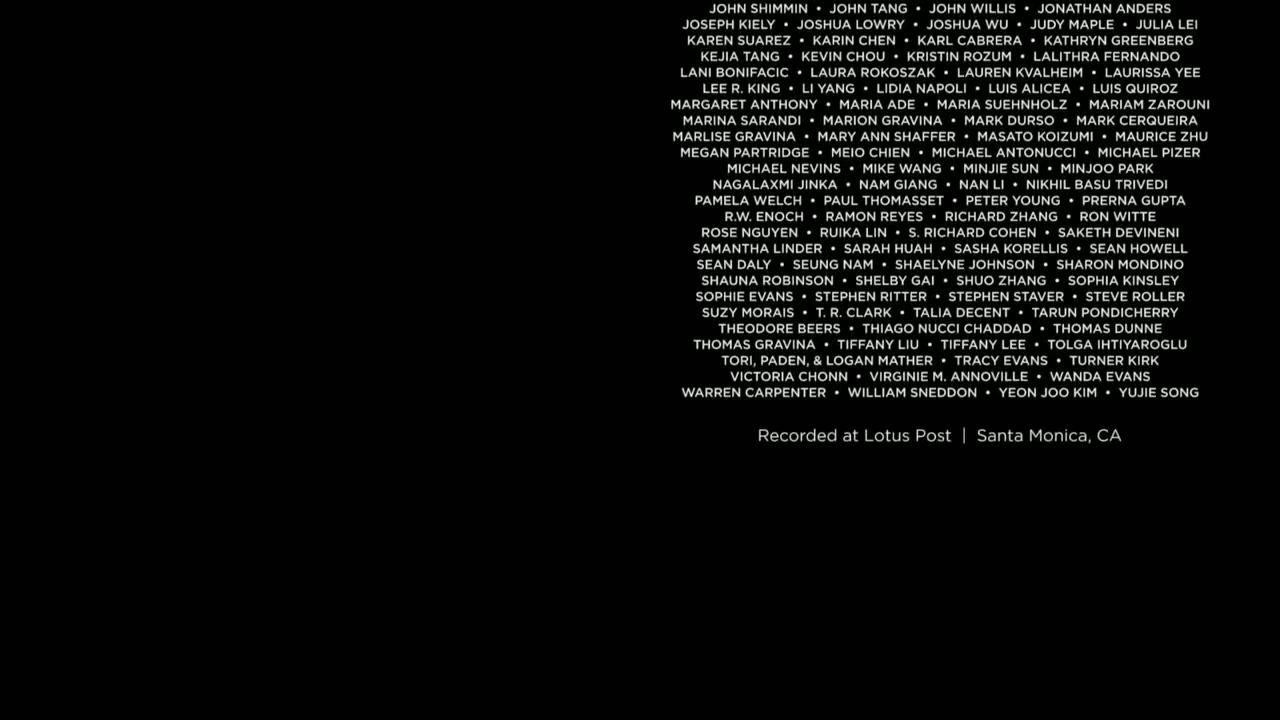 JOHN SHIMMIN • JOHN TANG • JOHN WILLIS • JONATHAN ANDERS
JOSEPH KIELY • JOSHUA LOWRY • JOSHUA WU • JUDY MAPLE • JULIA LEI
KAREN SUAREZ • KARIN CHEN • KARL CABRERA • KATHRYN GREENBERG
KEJIA TANG • KEVIN CHOU • KRISTIN ROZUM • LALITHRA FERNANDO
LANI BONIFACIC • LAURA ROKOSZAK • LAUREN KVALHEIM • LAURISSA YEE
LEE R. KING • LI YANG • LIDIA NAPOLI • LUIS ALICEA • LUIS QUIROZ
MARGARET ANTHONY • MARIA ADE • MARIA SUEHNHOLZ • MARIAM ZAROUNI
MARINA SARANDI • MARION GRAVINA • MARK DURSO • MARK CERQUEIRA
MARLISE GRAVINA • MARY ANN SHAFFER • MASATO KOIZUMI • MAURICE ZHU
MEGAN PARTRIDGE • MEIO CHIEN • MICHAEL ANTONUCCI • MICHAEL PIZER
MICHAEL NEVINS • MIKE WANG • MINJIE SUN • MINJOO PARK
NAGALAXMI JINKA • NAM GIANG • NAN LI • NIKHIL BASU TRIVEDI
PAMELA WELCH • PAUL THOMASSET • PETER YOUNG • PRERNA GUPTA
R.W. ENOCH • RAMON REYES • RICHARD ZHANG • RON WITTE
ROSE NGUYEN • RUIKA LIN • S. RICHARD COHEN • SAKETH DEVINENI
SAMANTHA LINDER • SARAH HUAH • SASHA KORELLIS • SEAN HOWELL
SEAN DALY • SEUNG NAM • SHAELYNE JOHNSON • SHARON MONDINO
SHAUNA ROBINSON • SHELBY GAI • SHUO ZHANG • SOPHIA KINSLEY
SOPHIE EVANS • STEPHEN RITTER • STEPHEN STAVER • STEVE ROLLER
SUZY MORAIS • T. R. CLARK • TALIA DECENT • TARUN PONDICHERRY
THEODORE BEERS • THIAGO NUCCI CHADDAD • THOMAS DUNNE
THOMAS GRAVINA • TIFFANY LIU • TIFFANY LEE • TOLGA IHTIYAROGLU
TORI, PADEN, & LOGAN MATHER • TRACY EVANS • TURNER KIRK
VICTORIA CHONN • VIRGINIE M. ANNOVILLE • WANDA EVANS
WARREN CARPENTER • WILLIAM SNEDDON • YEON JOO KIM • YUJIE SONG
Recorded at Lotus Post | Santa Monica, CA